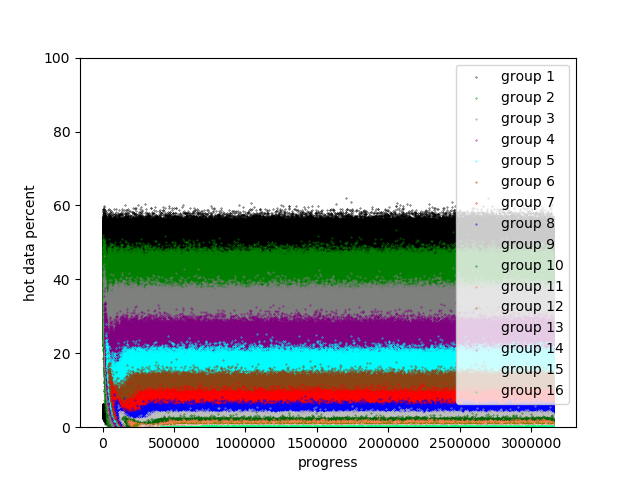 100
80
60
40
20
0
hot data percent
group 1
group 2
group 3
group 4
group 5
group 6
group 7
group 8
group 9
group 10
group 11
group 12
group 13
group 14
group 15
group 16
0 500000 1000000 1500000 2000000 2500000 3000000
progress